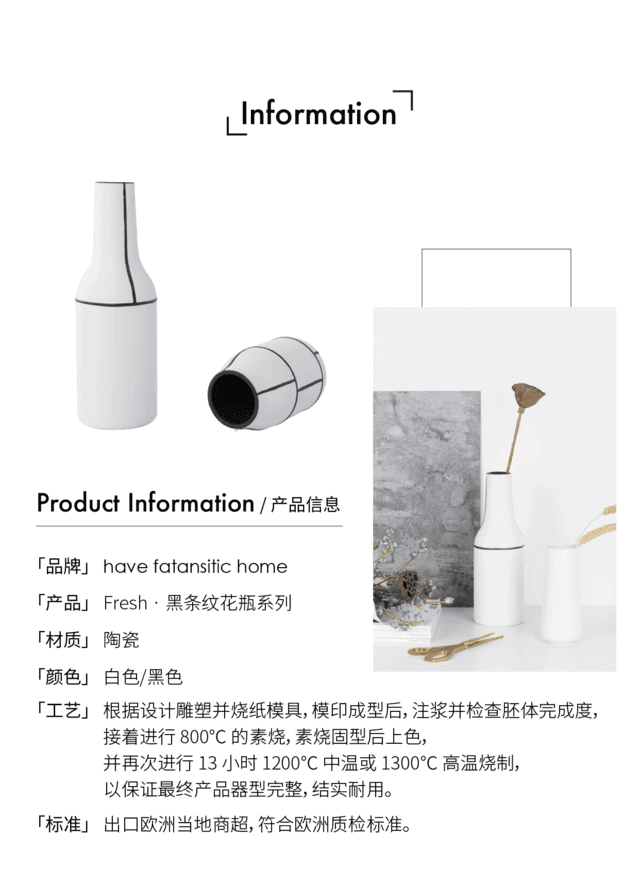 Information
Product Information / 产品信息
「品牌」 have fatansitic home
「产品」 Fresh · 黑条纹花瓶系列
「材质」 陶瓷
「颜色」 白色/黑色
「工艺」 根据设计雕塑并烧纸模具, 模印成型后, 注浆并检查胚体完成度,
接着进行 800℃ 的素烧, 素烧固型后上色,
并再次进行 13 小时 1200℃ 中温或 1300℃ 高温烧制,
以保证最终产品器型完整, 结实耐用。
「标准」 出口欧洲当地商超, 符合欧洲质检标准。